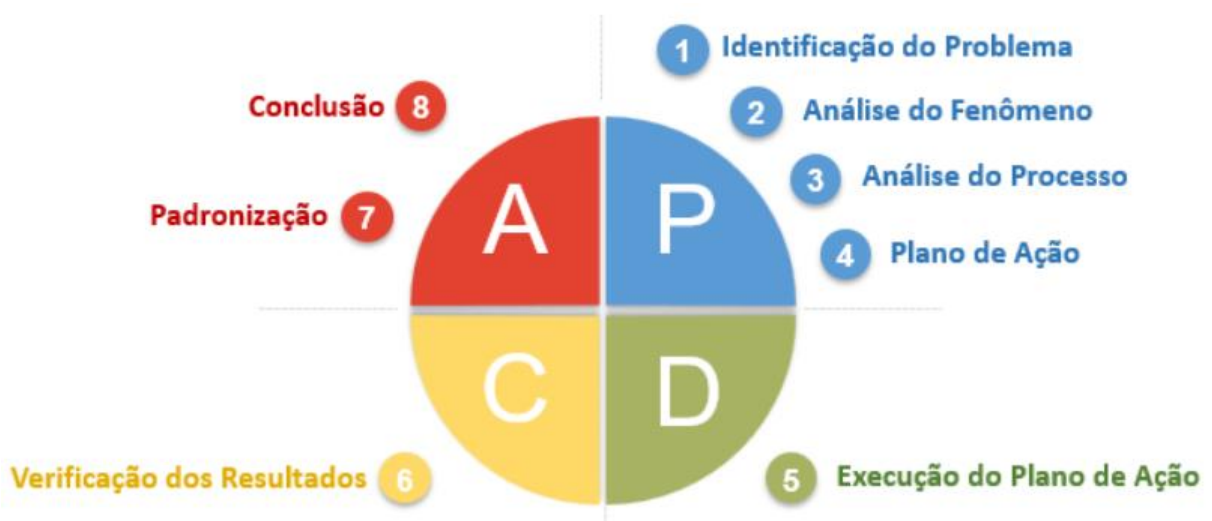 1 Identificação do Problema
2 Análise do Fenômeno
3 Análise do Processo
4 Plano de Ação
5 Execução do Plano de Ação
6 Verificação dos Resultados
Padronização 7
Conclusão 8
A P
C D